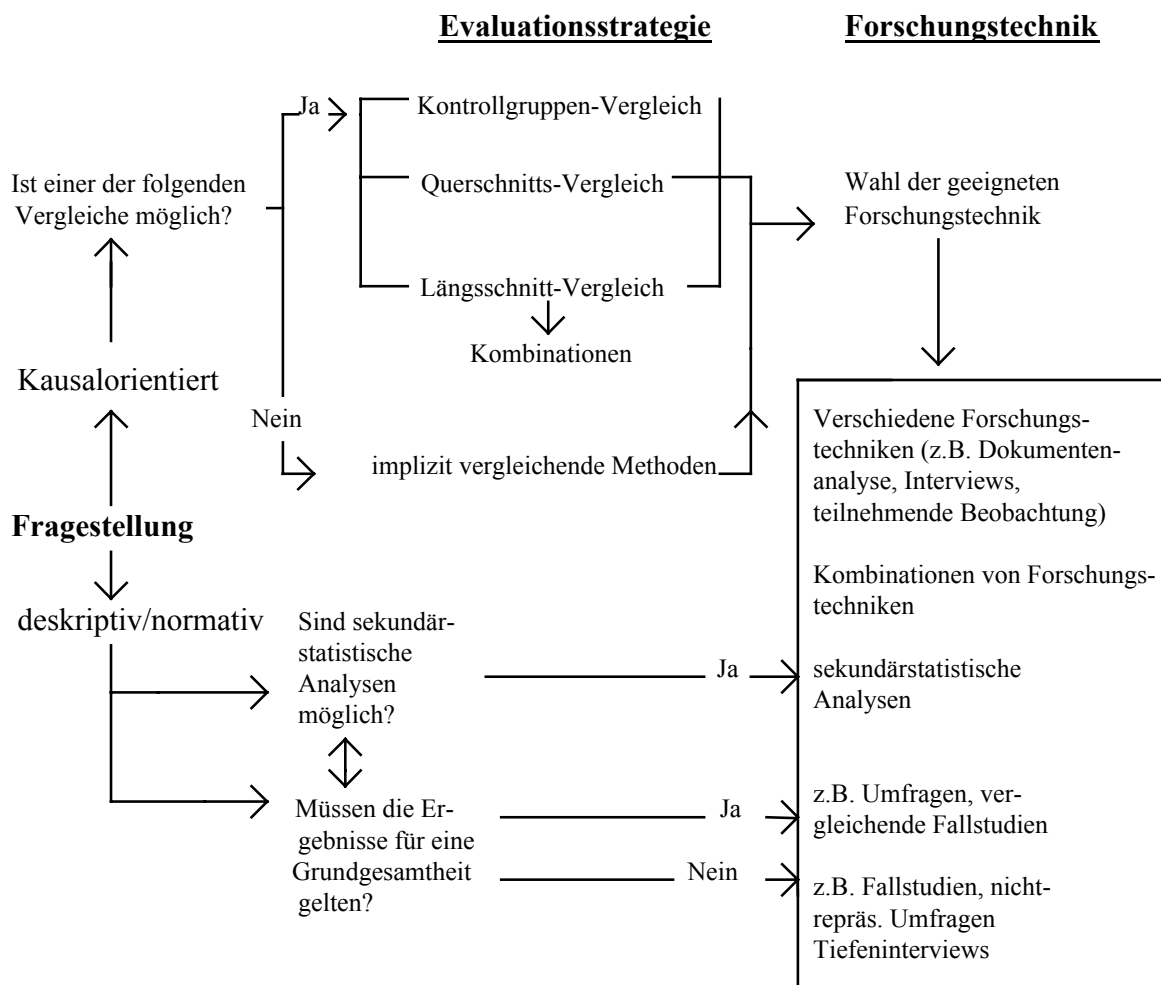 Evaluationsstrategie
Forschungstechnik
Ja
Kontrollgruppen-Vergleich
Ist einer der folgenden
Vergleiche möglich?
Querschnitts-Vergleich
Wahl der geeigneten
Forschungstechnik
Längsschnitt-Vergleich
Kombinationen
Kausalorientiert
Nein
implizit vergleichende Methoden
Verschiedene Forschungs-
techniken (z.B. Dokumenten-
analyse, Interviews,
teilnehmende Beobachtung)
Fragestellung
Kombinationen von Forschungs-
techniken
deskriptiv/normativ
Sind sekundär-
statistische
Analysen
möglich?
Ja
sekundärstatistische
Analysen
Müssen die Er-
gebnisse für eine
Grundgesamtheit
gelten?
Ja
z.B. Umfragen, ver-
gleichende Fallstudien
Nein
z.B. Fallstudien, nicht-
repräs. Umfragen
Tiefeninterviews